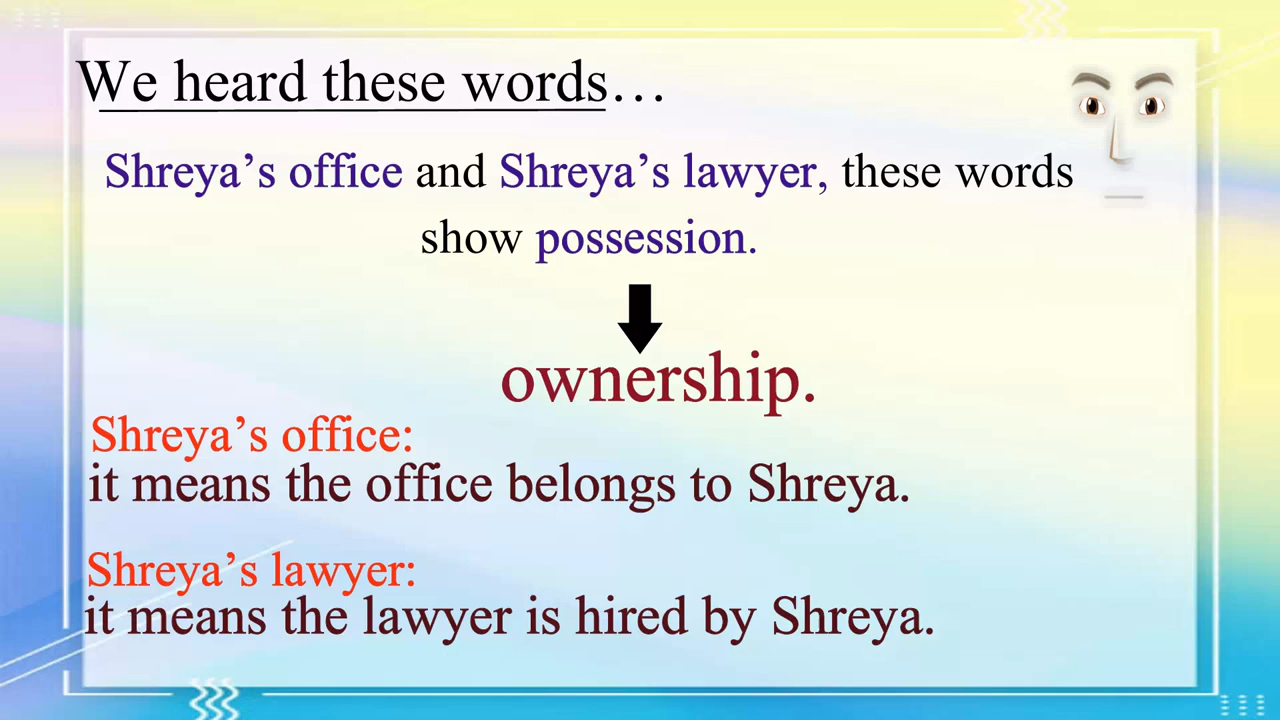 We heard these words…
Shreya’s office and Shreya’s lawyer, these words
show possession.
ownership.
Shreya’s office:
it means the office belongs to Shreya.
Shreya’s lawyer:
it means the lawyer is hired by Shreya.